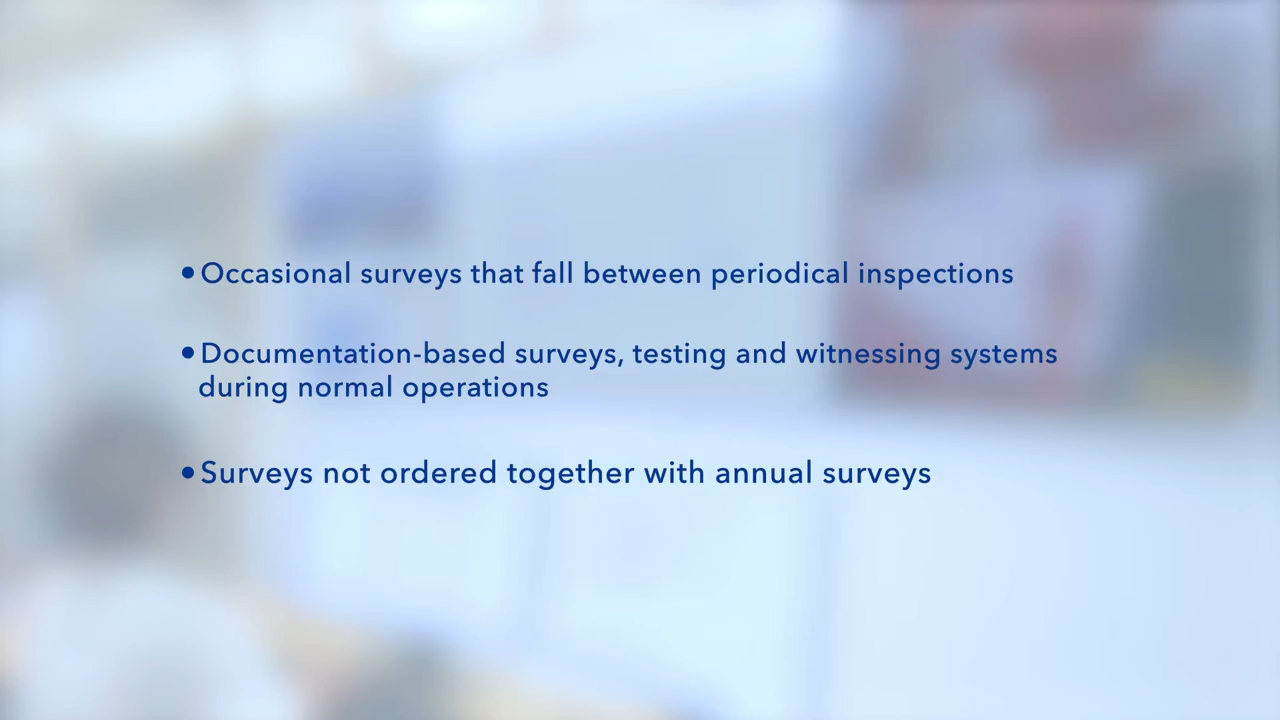 •Occasional surveys that fall between periodical inspections
•Documentation-based surveys, testing and witnessing systems
during normal operations
•Surveys not ordered together with annual surveys